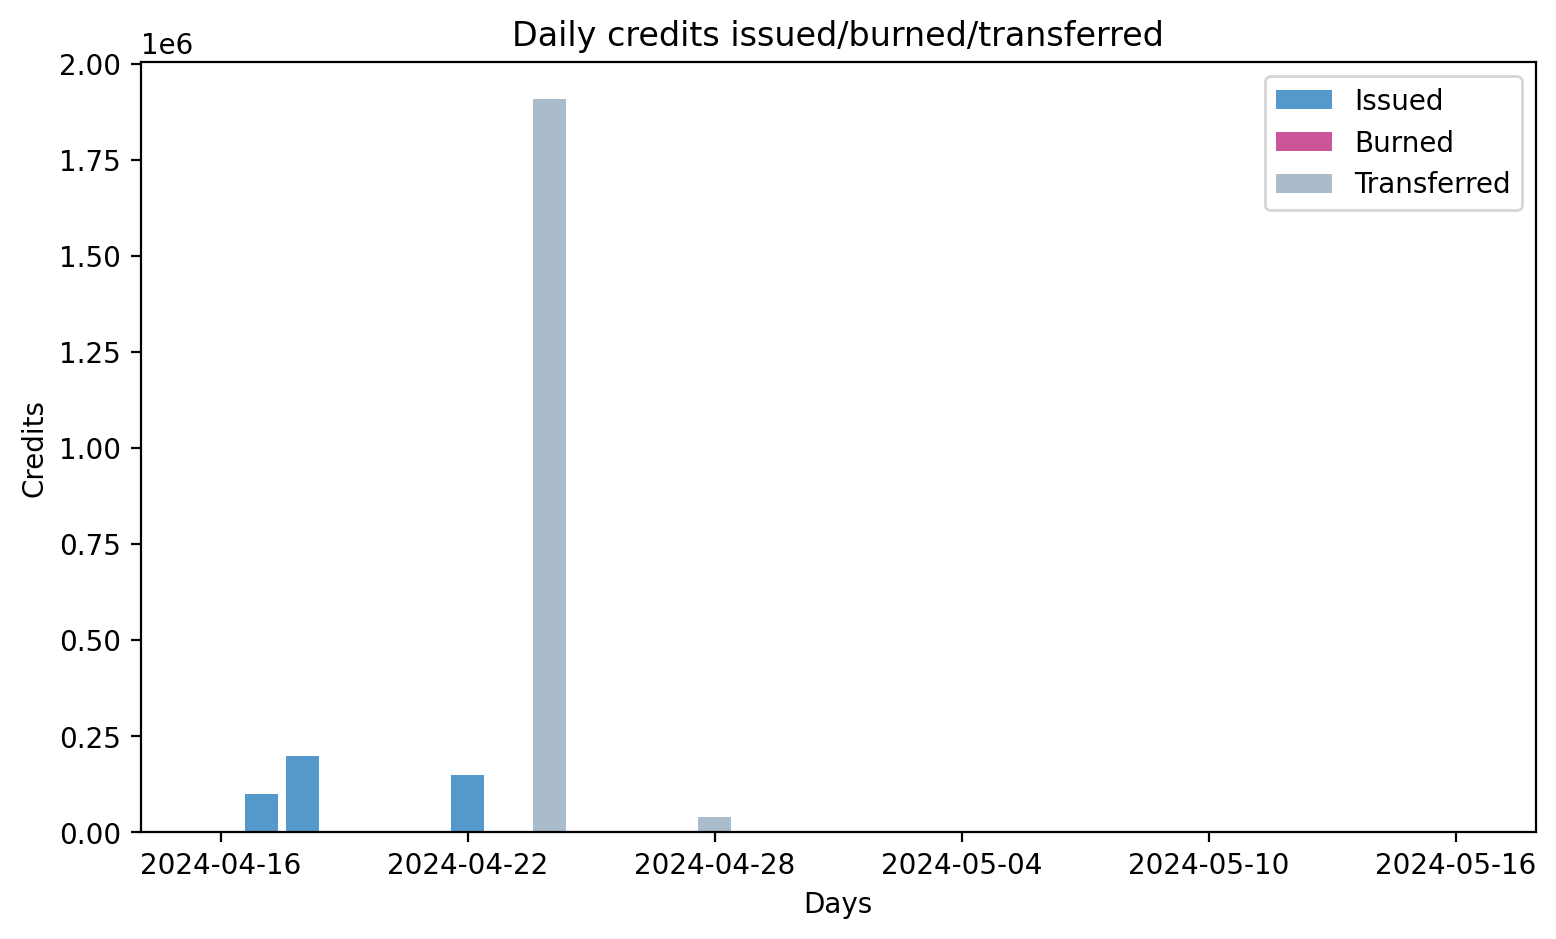 Daily credits issued/burned/transferred
1e6
2.00
1.75
1.50
1.25
1.00
0.75
0.50
0.25
0.00
Credits
Issued
Burned
Transferred
2024-04-16 2024-04-22 2024-04-28 2024-05-04 2024-05-10 2024-05-16
Days